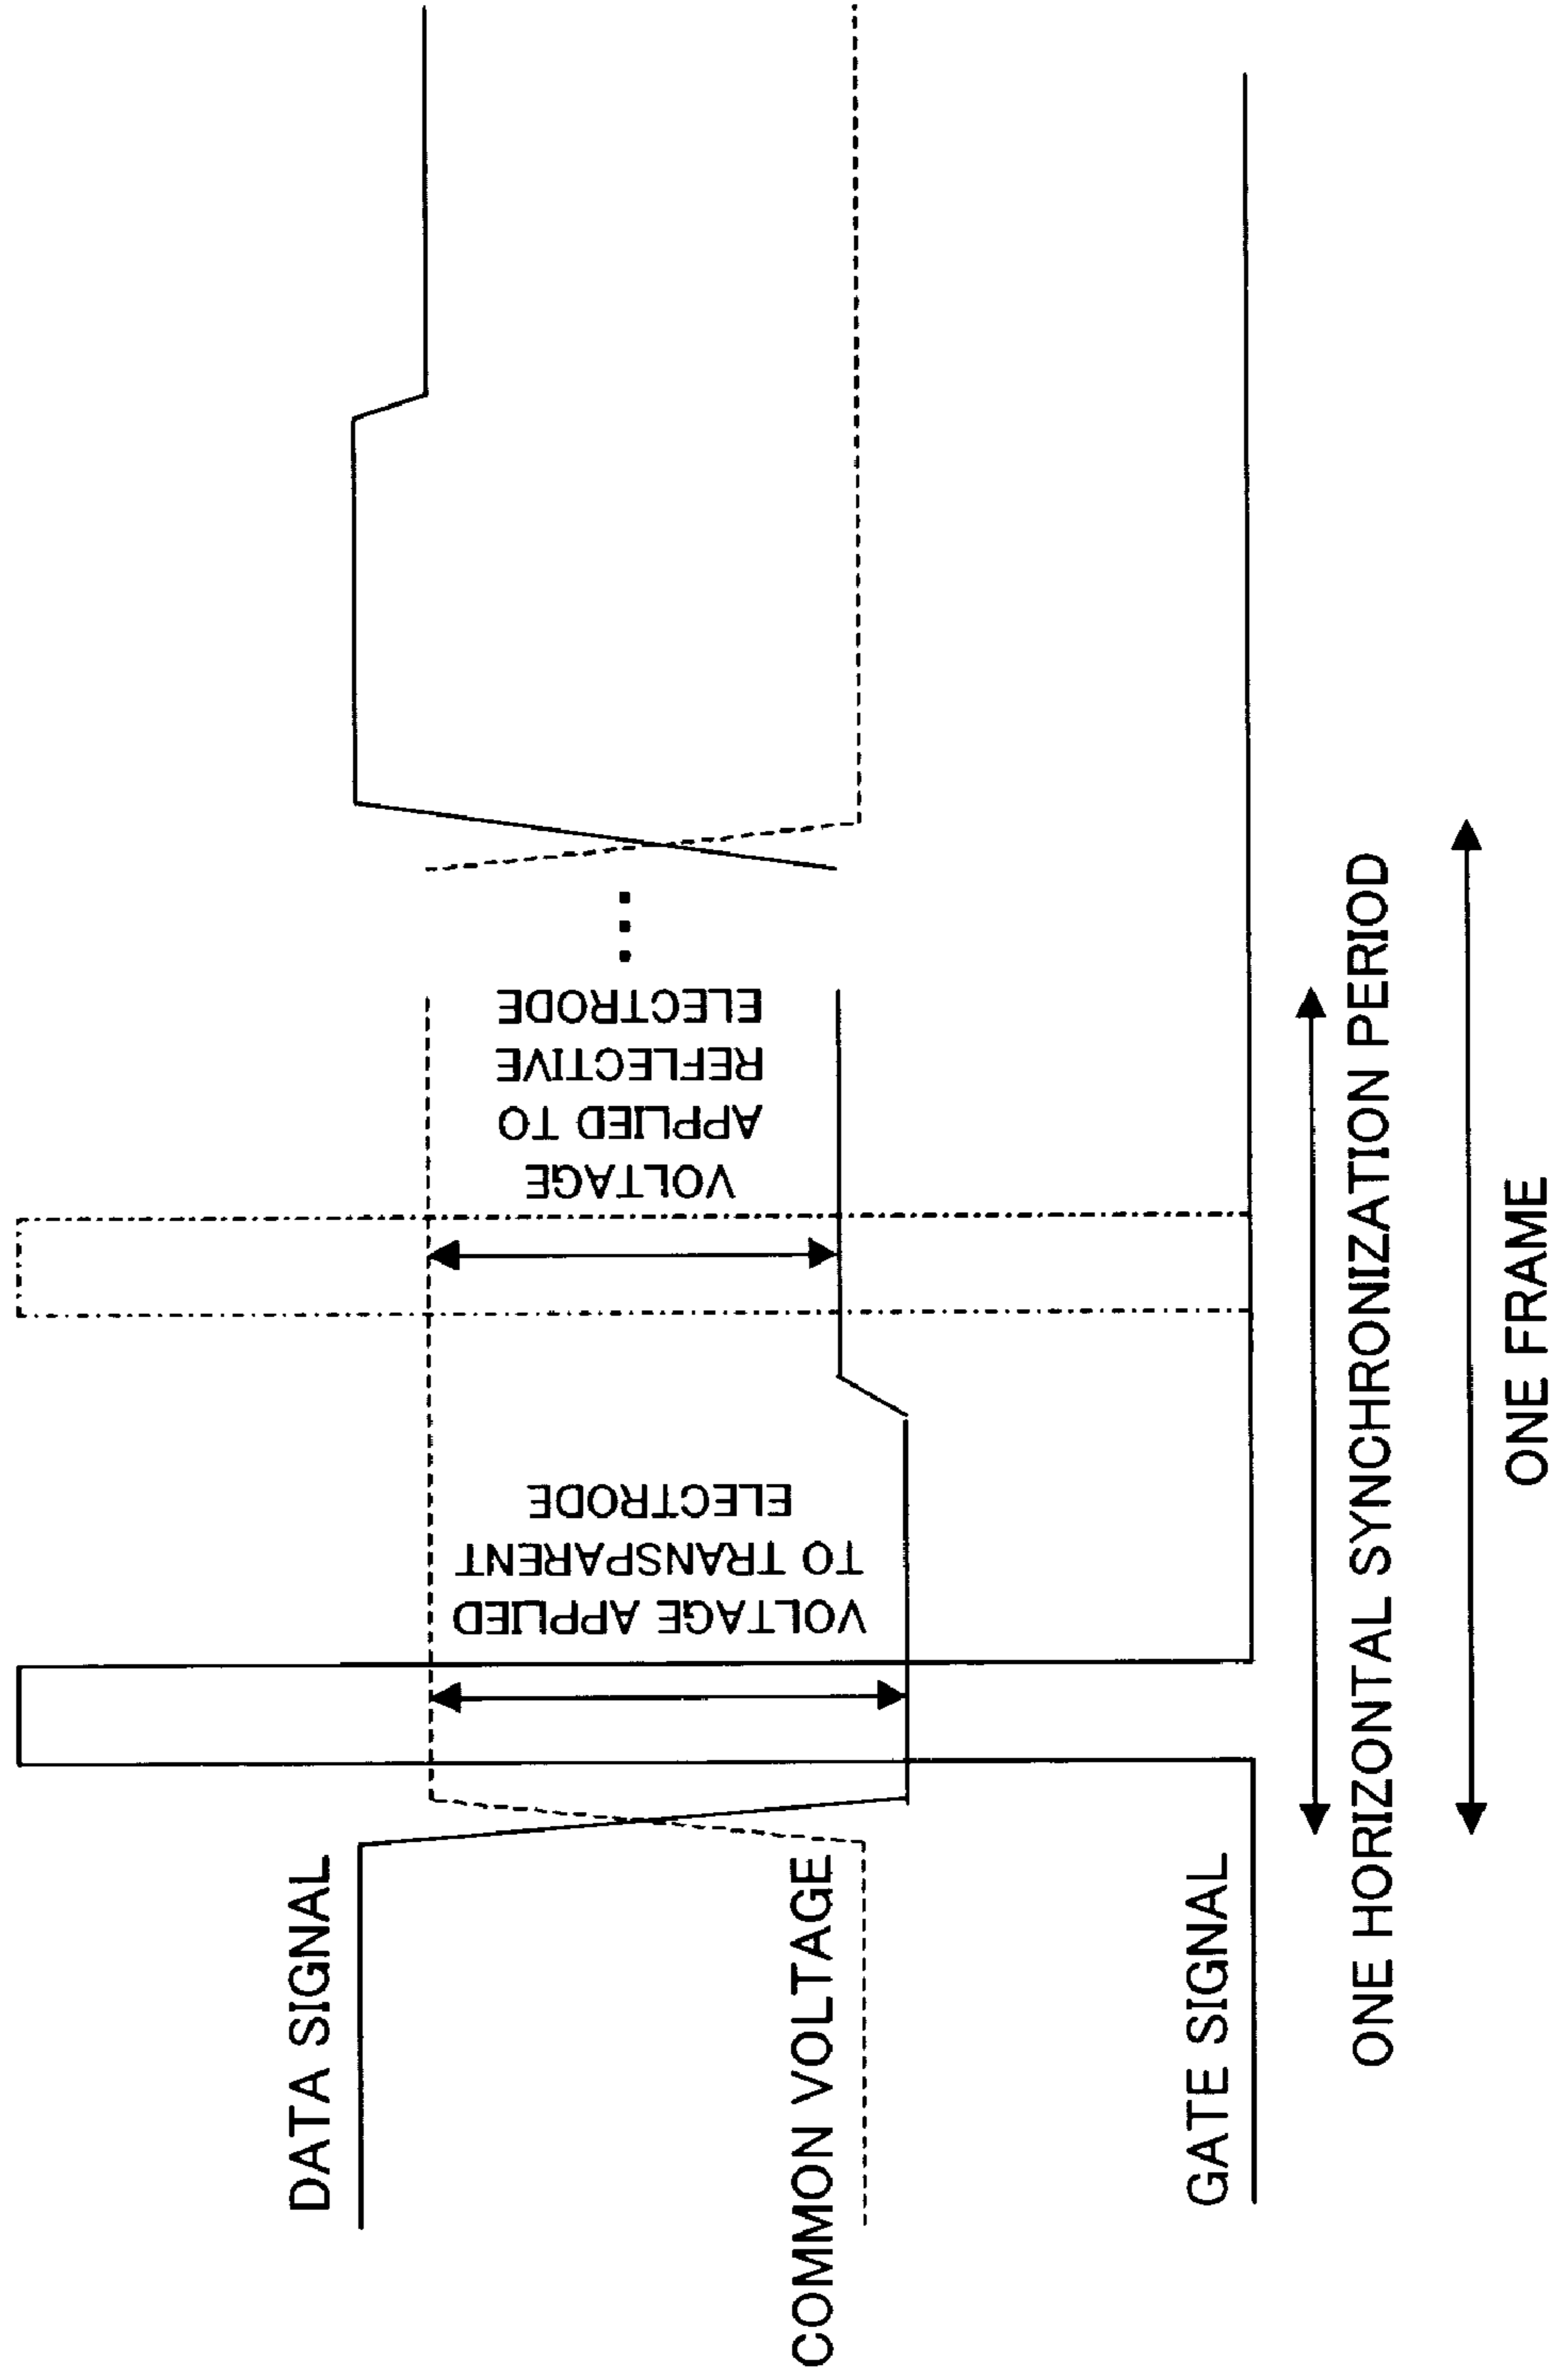 DATA SIGNAL
COMMON VOLTAGE
GATE SIGNAL
VOLTAGE APPLIED
TO TRANSPARENT
ELECTRODE
VOLTAGE
APPLIED TO
REFLECTIVE
ELECTRODE
ONE HORIZONTAL SYNCHRONIZATION PERIOD
ONE FRAME